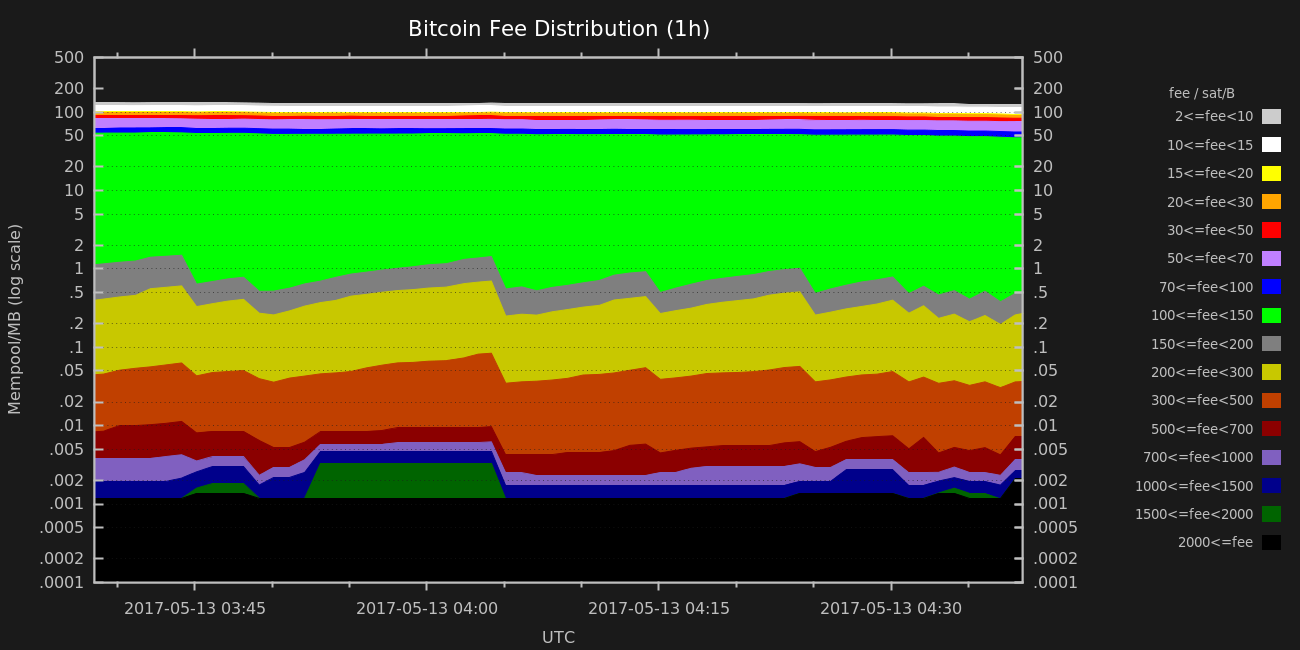 Bitcoin Fee Distribution (1h)
Mempool/MB (log scale)
500
200
100
50
20
10
5
2
1
.5
.2
.1
.05
.02
.01
.005
.002
.001
.0005
.0002
.0001
500
200
100
50
20
10
5
2
1
.5
.2
.1
.05
.02
.01
.005
.002
.001
.0005
.0002
.0001
2017-05-13 03:45
2017-05-13 04:00
2017-05-13 04:15
2017-05-13 04:30
UTC
fee / sat/B
2<=fee<10
10<=fee<15
15<=fee<20
20<=fee<30
30<=fee<50
50<=fee<70
70<=fee<100
100<=fee<150
150<=fee<200
200<=fee<300
300<=fee<500
500<=fee<700
700<=fee<1000
1000<=fee<1500
1500<=fee<2000
2000<=fee